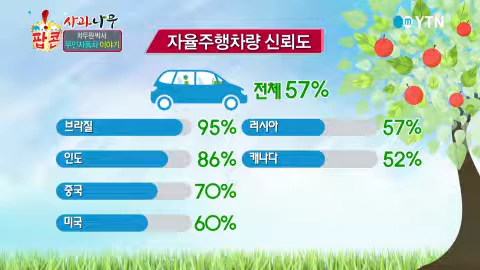 팝콘
사과나무
차두원 박사
무인자동차 이야기
YTN
자율주행차량 신뢰도
전체 57%
브라질 95%
러시아 57%
인도 86%
캐나다 52%
중국 70%
미국 60%